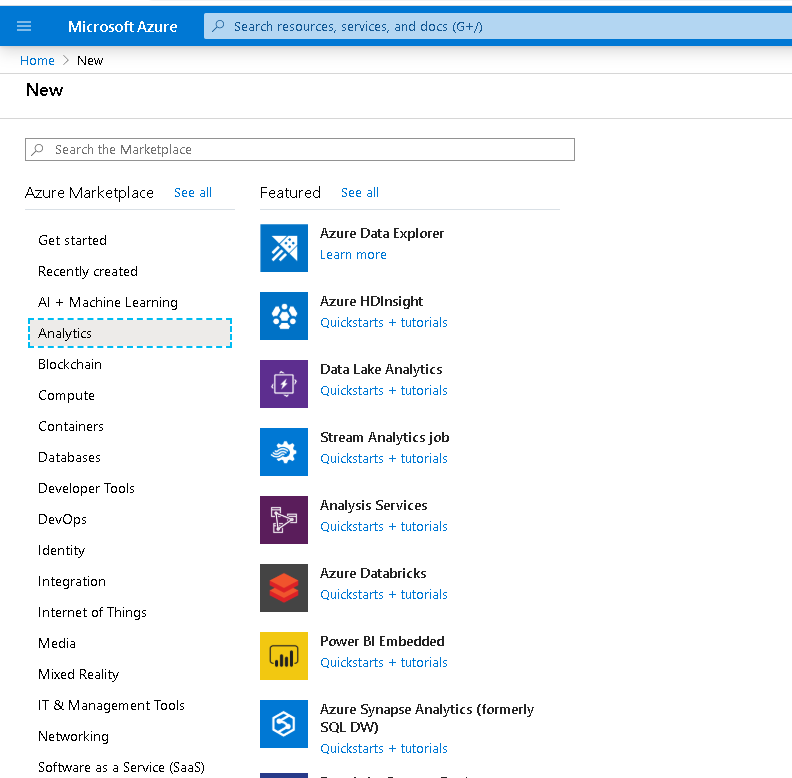 Microsoft Azure
Search resources, services, and docs (G+/)
Home > New
New
Search the Marketplace
Azure Marketplace See all
Get started
Recently created
AI + Machine Learning
Analytics
Blockchain
Compute
Containers
Databases
Developer Tools
DevOps
Identity
Integration
Internet of Things
Media
Mixed Reality
IT & Management Tools
Networking
Software as a Service (SaaS)
Featured See all
Azure Data Explorer
Learn more
Azure HDInsight
Quickstarts + tutorials
Data Lake Analytics
Quickstarts + tutorials
Stream Analytics job
Quickstarts + tutorials
Analysis Services
Quickstarts + tutorials
Azure Databricks
Quickstarts + tutorials
Power BI Embedded
Quickstarts + tutorials
Azure Synapse Analytics (formerly
SQL DW)
Quickstarts + tutorials